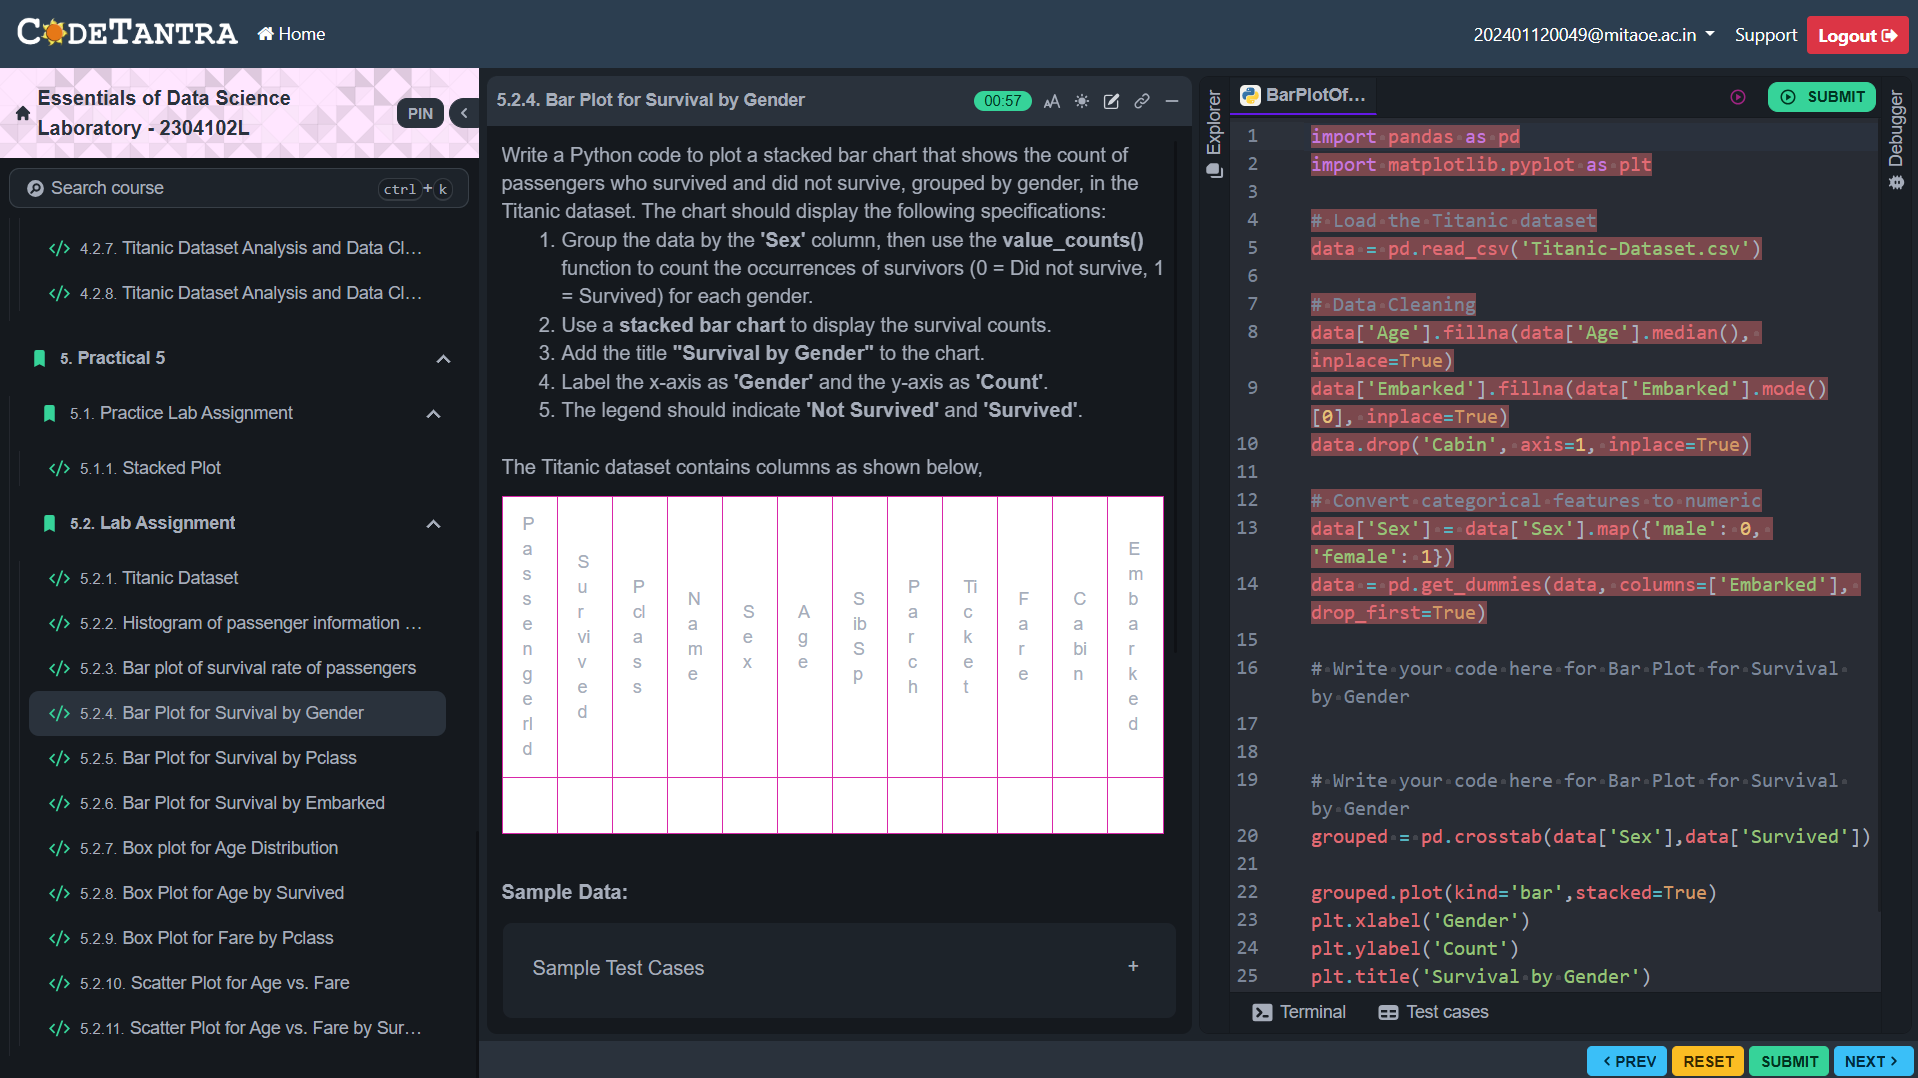 CODETANTRA
Home
202401120049@mitaoe.ac.in
Support
Logout
Essentials of Data Science
Laboratory - 2304102L
PIN
Search course
ctrl + k
4.2.7. Titanic Dataset Analysis and Data Cl...
4.2.8. Titanic Dataset Analysis and Data Cl...
5. Practical 5
5.1. Practice Lab Assignment
5.1.1. Stacked Plot
5.2. Lab Assignment
5.2.1. Titanic Dataset
5.2.2. Histogram of passenger information ...
5.2.3. Bar plot of survival rate of passengers
5.2.4. Bar Plot for Survival by Gender
5.2.5. Bar Plot for Survival by Pclass
5.2.6. Bar Plot for Survival by Embarked
5.2.7. Box plot for Age Distribution
5.2.8. Box Plot for Age by Survived
5.2.9. Box Plot for Fare by Pclass
5.2.10. Scatter Plot for Age vs. Fare
5.2.11. Scatter Plot for Age vs. Fare by Sur...
5.2.4. Bar Plot for Survival by Gender
00:57
AA
Write a Python code to plot a stacked bar chart that shows the count of
passengers who survived and did not survive, grouped by gender, in the
Titanic dataset. The chart should display the following specifications:
1. Group the data by the 'Sex' column, then use the value_counts()
function to count the occurrences of survivors (0 = Did not survive, 1
= Survived) for each gender.
2. Use a stacked bar chart to display the survival counts.
3. Add the title "Survival by Gender" to the chart.
4. Label the x-axis as 'Gender' and the y-axis as 'Count'.
5. The legend should indicate 'Not Survived' and 'Survived'.
The Titanic dataset contains columns as shown below,
PassengerId
Survived
Pclass
Name
Sex
Age
SibSp
Parch
Ticket
Fare
Cabin
Embarked
Sample Data:
Sample Test Cases
+
Explorer
BarPlotOf...
SUBMIT
Debugger
1 import pandas as pd
2 import matplotlib.pyplot as plt
3
4 # Load the Titanic dataset
5 data = pd.read_csv('Titanic-Dataset.csv')
6
7 # Data Cleaning
8 data['Age'].fillna(data['Age'].median(),
inplace=True)
9 data['Embarked'].fillna(data['Embarked'].mode()
[0], inplace=True)
10 data.drop('Cabin', axis=1, inplace=True)
11
12 # Convert categorical features to numeric
13 data['Sex'] = data['Sex'].map({'male': 0,
'female': 1})
14 data = pd.get_dummies(data, columns=['Embarked'],
drop_first=True)
15
16 # Write your code here for Bar Plot for Survival
by Gender
17
18
19 # Write your code here for Bar Plot for Survival
by Gender
20 grouped = pd.crosstab(data['Sex'],data['Survived'])
21
22 grouped.plot(kind='bar',stacked=True)
23 plt.xlabel('Gender')
24 plt.ylabel('Count')
25 plt.title('Survival by Gender')
Terminal
Test cases
PREV
RESET
SUBMIT
NEXT